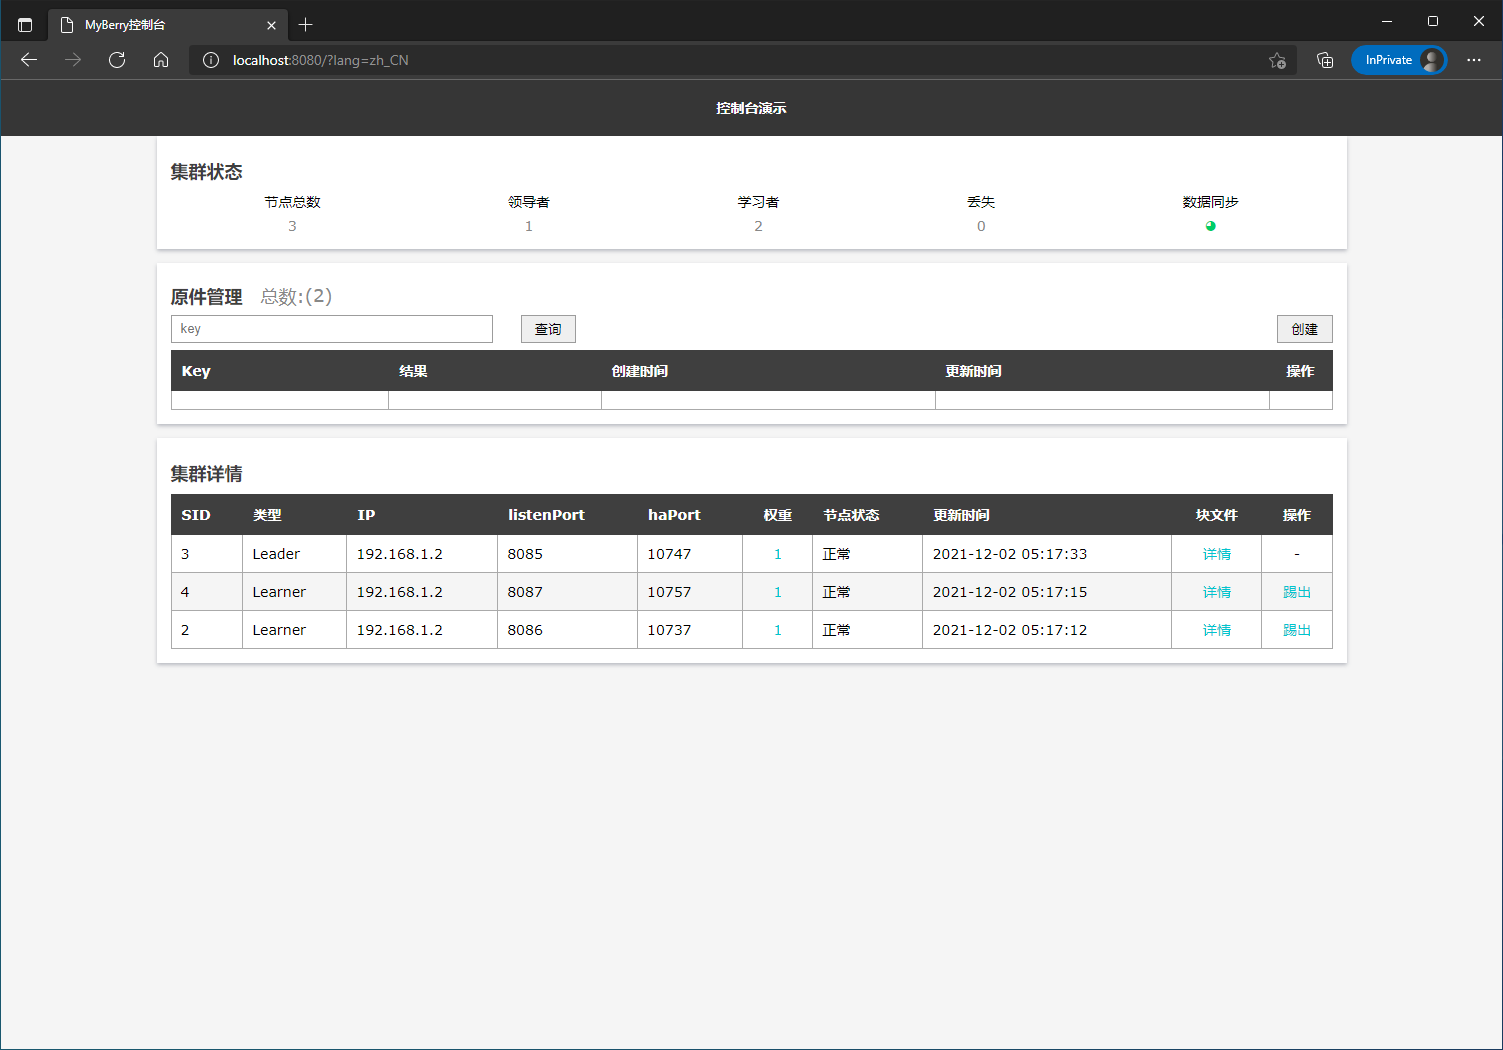 MyBerry控制台
localhost:8080/?lang=zh_CN
InPrivate
控制台演示
集群状态
节点总数 领导者 学习者 丢失 数据同步
3 1 2 0
原件管理 总数:(2)
key 查询 创建
Key 结果 创建时间 更新时间 操作
集群详情
SID 类型 IP listenPort haPort 权重 节点状态 更新时间 块文件 操作
3 Leader 192.168.1.2 8085 10747 1 正常 2021-12-02 05:17:33 详情 -
4 Learner 192.168.1.2 8087 10757 1 正常 2021-12-02 05:17:15 详情 踢出
2 Learner 192.168.1.2 8086 10737 1 正常 2021-12-02 05:17:12 详情 踢出